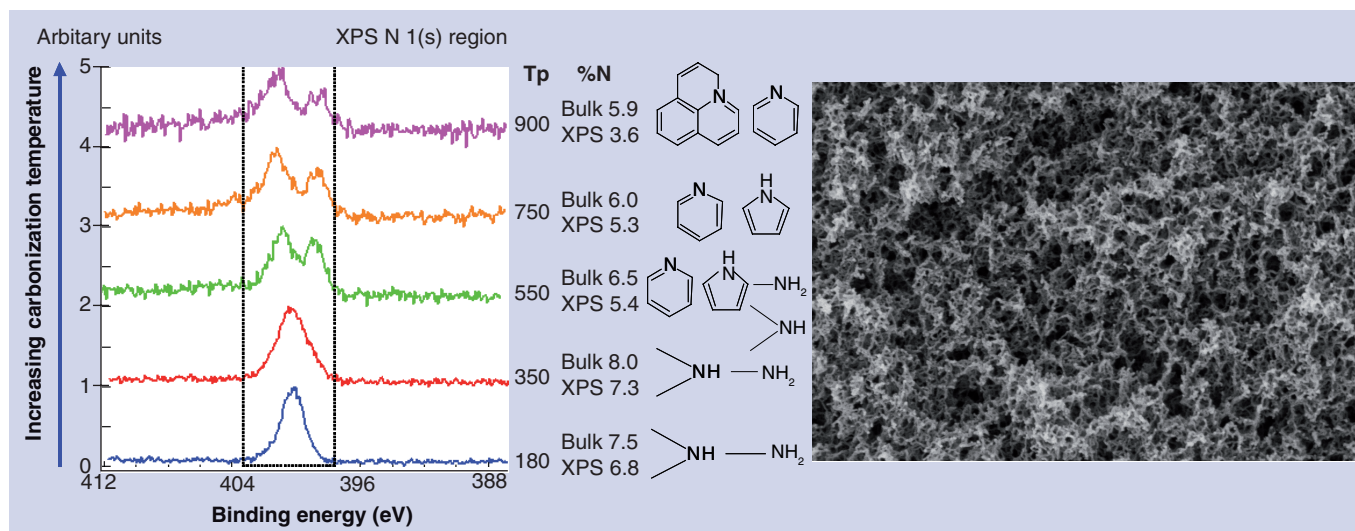 Arbitary units
XPS N 1(s) region
Increasing carbonization temperature
5
4
3
2
1
0
412
404
396
388
Binding energy (eV)
Tp %N
900 Bulk 5.9
XPS 3.6
N
N
750 Bulk 6.0
XPS 5.3
N
H
N
550 Bulk 6.5
XPS 5.4
N
NH
NH2
NH
350 Bulk 8.0
XPS 7.3
NH
NH2
180 Bulk 7.5
XPS 6.8
NH
NH2